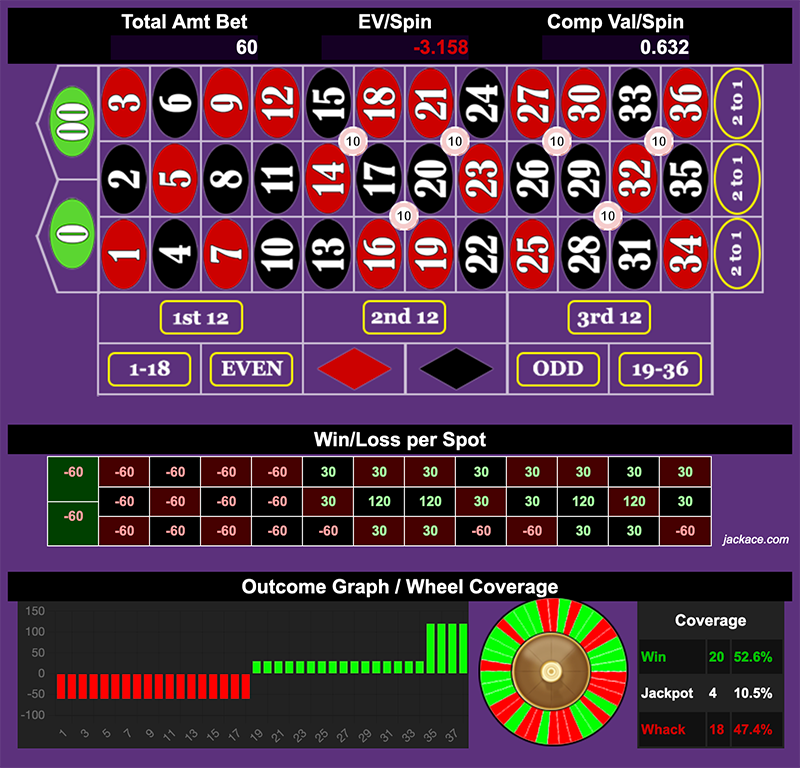 Total Amt Bet EV/Spin Comp Val/Spin
60 -3.158 0.632
00 3 6 9 12 15 18 21 24 27 30 33 36 2 to 1
10 10 10 10
2 5 8 11 14 17 20 23 26 29 32 35 2 to 1
10 10
0 1 4 7 10 13 16 19 22 25 28 31 34 2 to 1
1st 12 2nd 12 3rd 12
1-18 EVEN ODD 19-36
Win/Loss per Spot
-60 -60 -60 -60 -60 30 30 30 30 30 30 30 30
-60 -60 -60 -60 30 120 120 30 30 120 120 30
-60 -60 -60 -60 -60 -60 30 30 -60 -60 30 30 -60
jackace.com
Outcome Graph / Wheel Coverage
150
100
50
0
-50
-100
1 3 5 7 9 11 13 15 17 19 21 23 25 27 29 31 33 35 37
Coverage
Win 20 52.6%
Jackpot 4 10.5%
Whack 18 47.4%